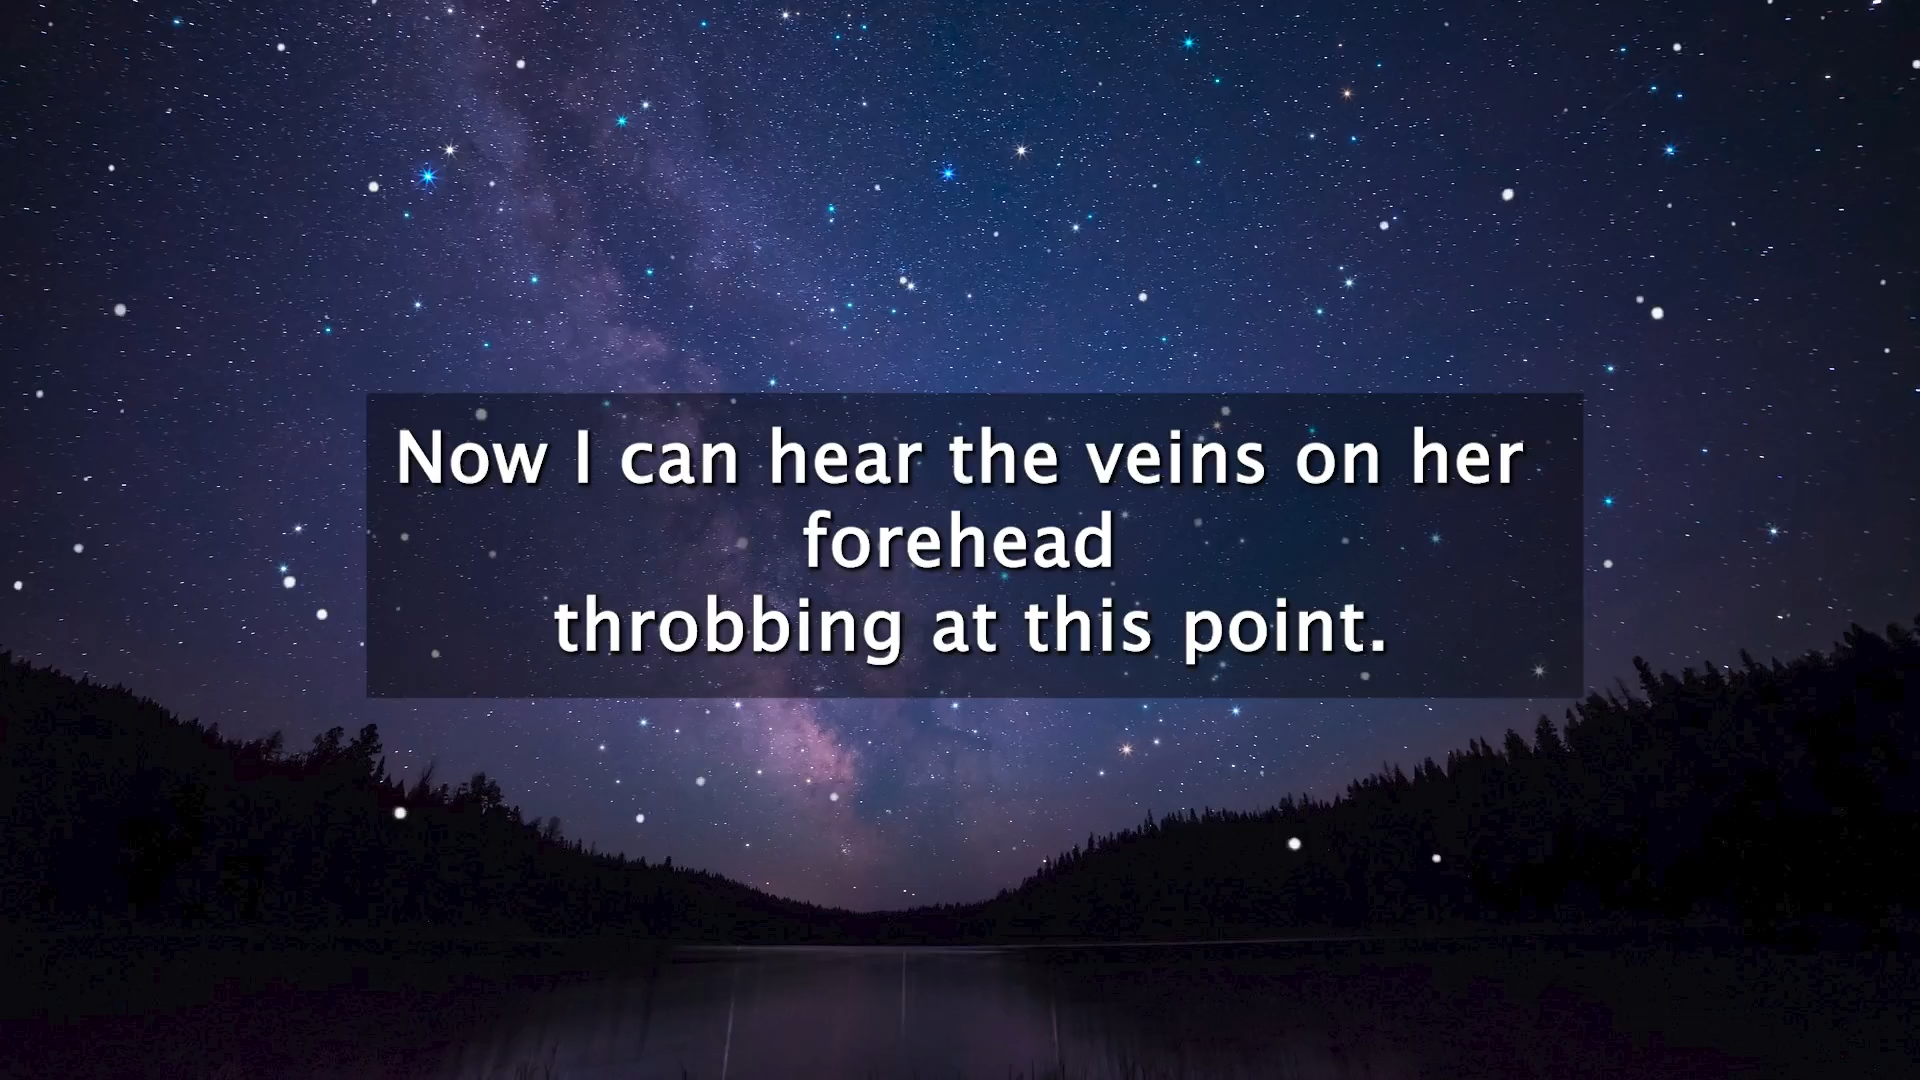 Now I can hear the veins on her
forehead
throbbing at this point.